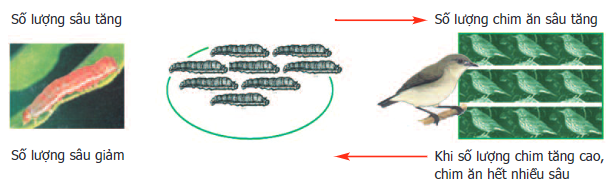 Số lượng sâu tăng
Số lượng chim ăn sâu tăng
Số lượng sâu giảm
Khi số lượng chim tăng cao,
chim ăn hết nhiều sâu